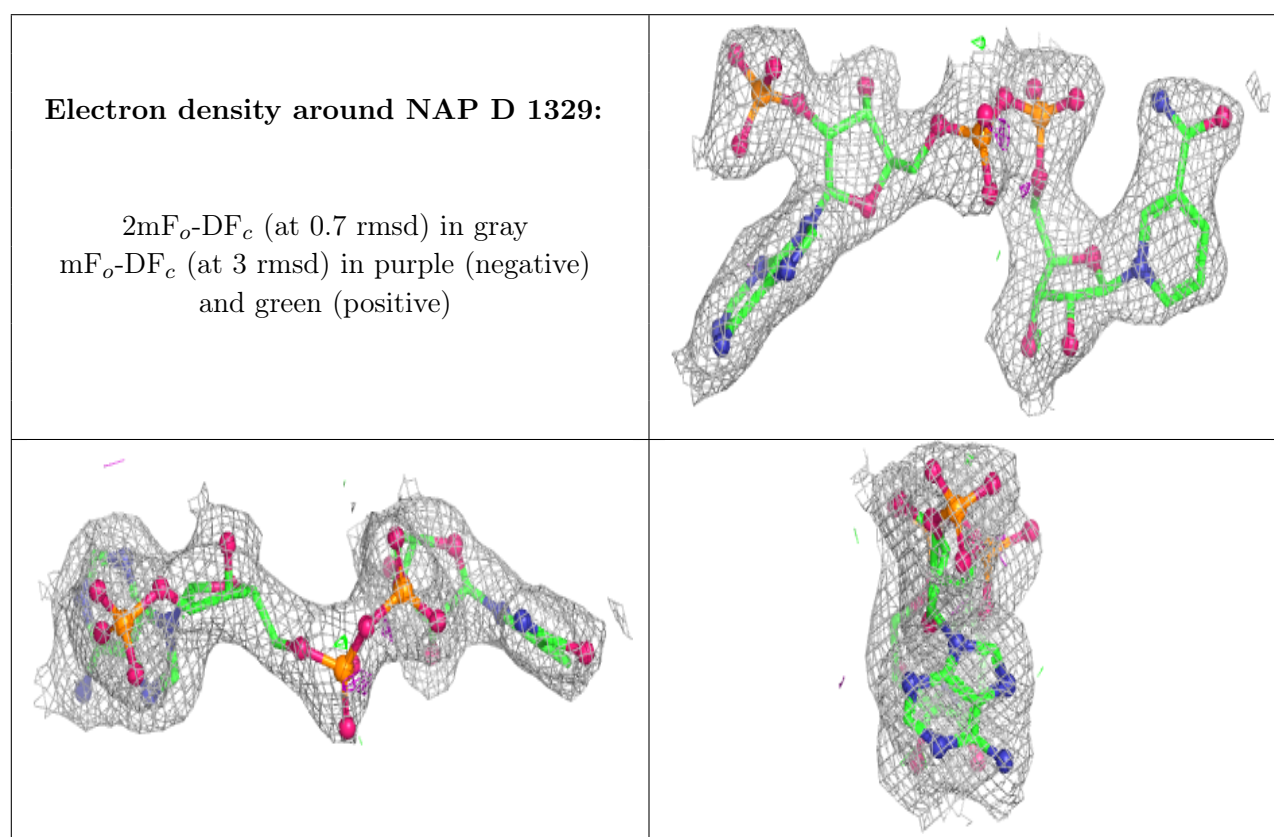 Electron density around NAP D 1329:
2mFo-DFc (at 0.7 rmsd) in gray
mFo-DFc (at 3 rmsd) in purple (negative)
and green (positive)